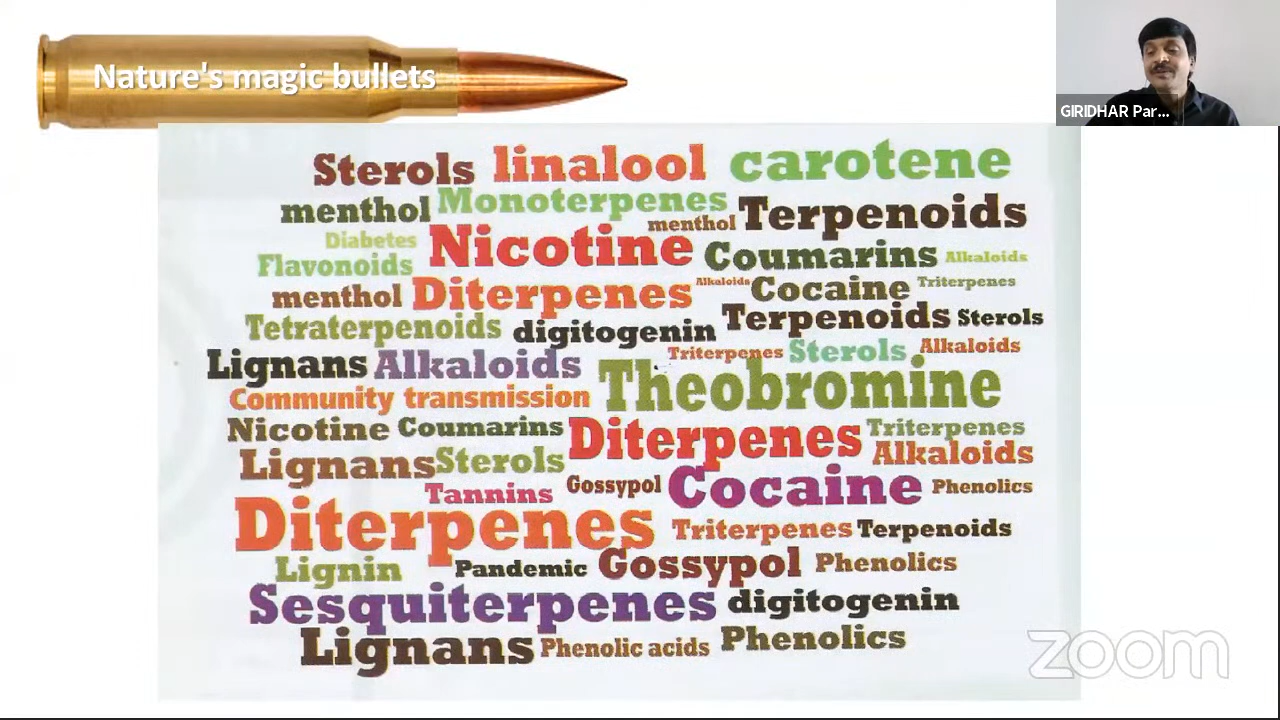 Nature's magic bullets
GIRIDHAR Par...
Sterols linalool carotene
menthol Monoterpenes menthol Terpenoids
Diabetes
Flavonoids Nicotine Coumarins Alkaloids
menthol Diterpenes Alkaloids Cocaine Triterpenes
Tetraterpenoids digitogenin Terpenoids Sterols
Lignans Alkaloids Triterpenes Sterols Alkaloids
Community transmission Theobromine
Nicotine Coumarins Diterpenes Triterpenes
Lignans Sterols Alkaloids
Tannins Gossypol Cocaine Phenolics
Diterpenes Triterpenes Terpenoids
Lignin Pandemic Gossypol Phenolics
Sesquiterpenes digitogenin
Lignans Phenolic acids Phenolics
zoom